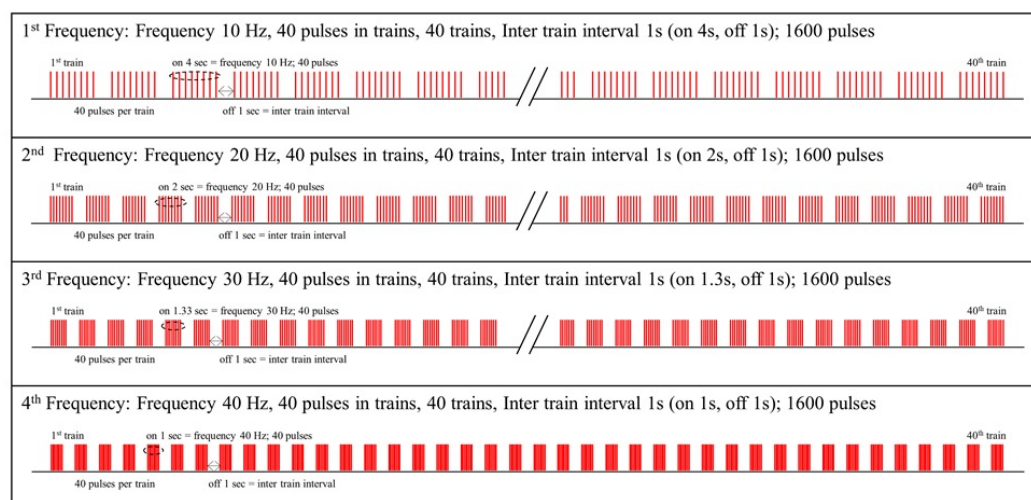 1st Frequency: Frequency 10 Hz, 40 pulses in trains, 40 trains, Inter train interval 1s (on 4s, off 1s); 1600 pulses
1st train on 4 sec = frequency 10 Hz; 40 pulses 40th train
40 pulses per train off 1 sec = inter train interval
2nd Frequency: Frequency 20 Hz, 40 pulses in trains, 40 trains, Inter train interval 1s (on 2s, off 1s); 1600 pulses
1st train on 2 sec = frequency 20 Hz; 40 pulses 40th train
40 pulses per train off 1 sec = inter train interval
3rd Frequency: Frequency 30 Hz, 40 pulses in trains, 40 trains, Inter train interval 1s (on 1.3s, off 1s); 1600 pulses
1st train on 1.33 sec = frequency 30 Hz; 40 pulses 40th train
40 pulses per train off 1 sec = inter train interval
4th Frequency: Frequency 40 Hz, 40 pulses in trains, 40 trains, Inter train interval 1s (on 1s, off 1s); 1600 pulses
1st train on 1 sec = frequency 40 Hz; 40 pulses 40th train
40 pulses per train off 1 sec = inter train interval